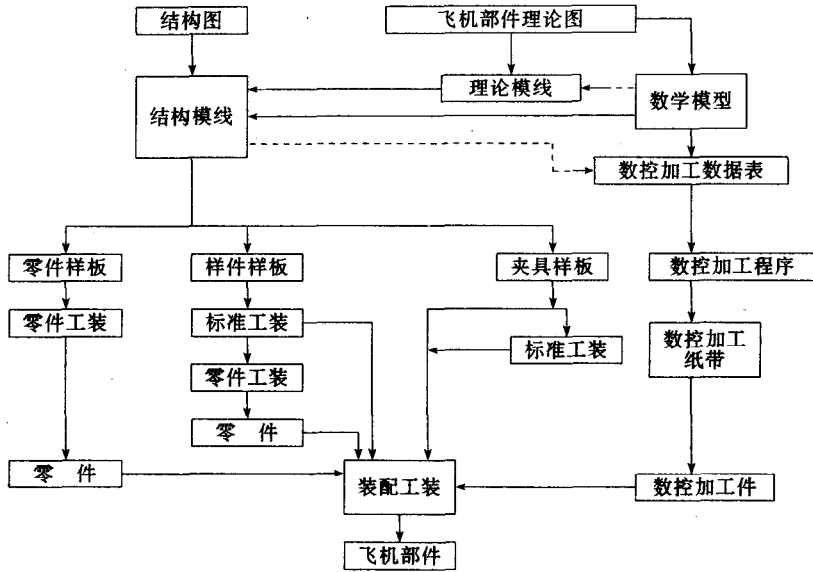 结构图
飞机部件理论图
理论模线
数学模型
结构模线
数控加工数据表
零件样板
样件样板
夹具样板
数控加工程序
零件工装
标准工装
标准工装
数控加工
纸带
零件工装
零 件
零 件
装配工装
数控加工件
飞机部件